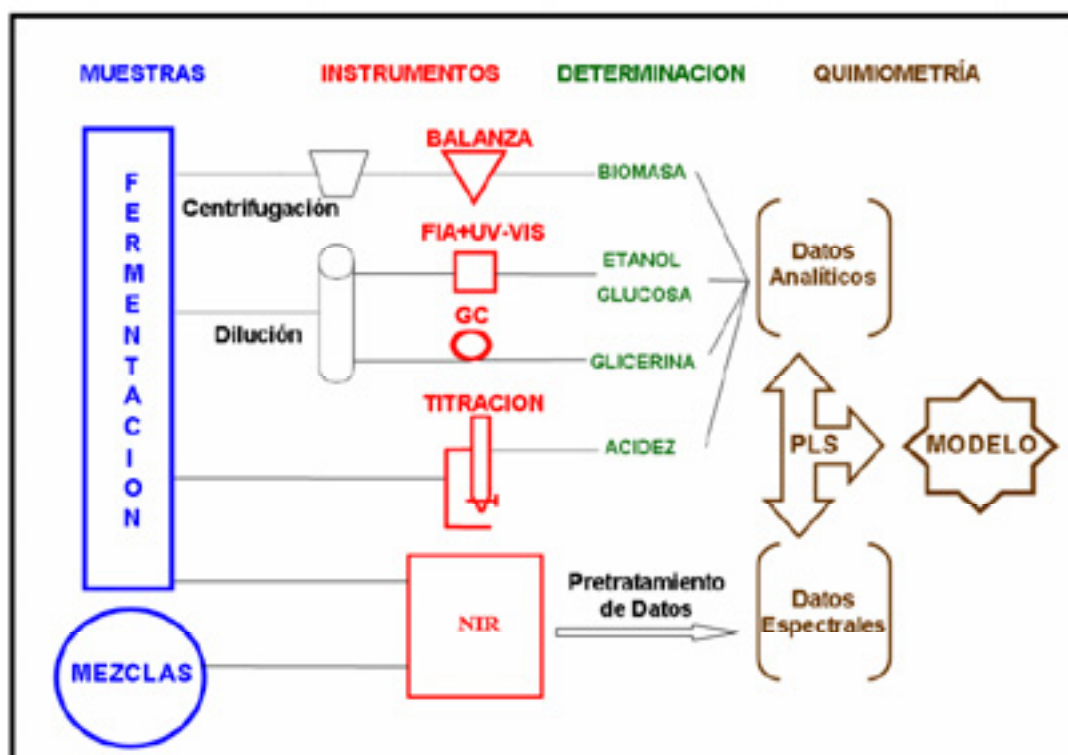 MUESTRAS
INSTRUMENTOS
DETERMINACION
QUIMIOMETRÍA
FERMENTACION
MEZCLAS
Centrifugación
Dilución
BALANZA
FIA+UV-VIS
GC
TITRACION
NIR
BIOMASA
ETANOL
GLUCOSA
GLICERINA
ACIDEZ
Pretratamiento
de Datos
Datos
Analíticos
PLS
MODELO
Datos
Espectrales